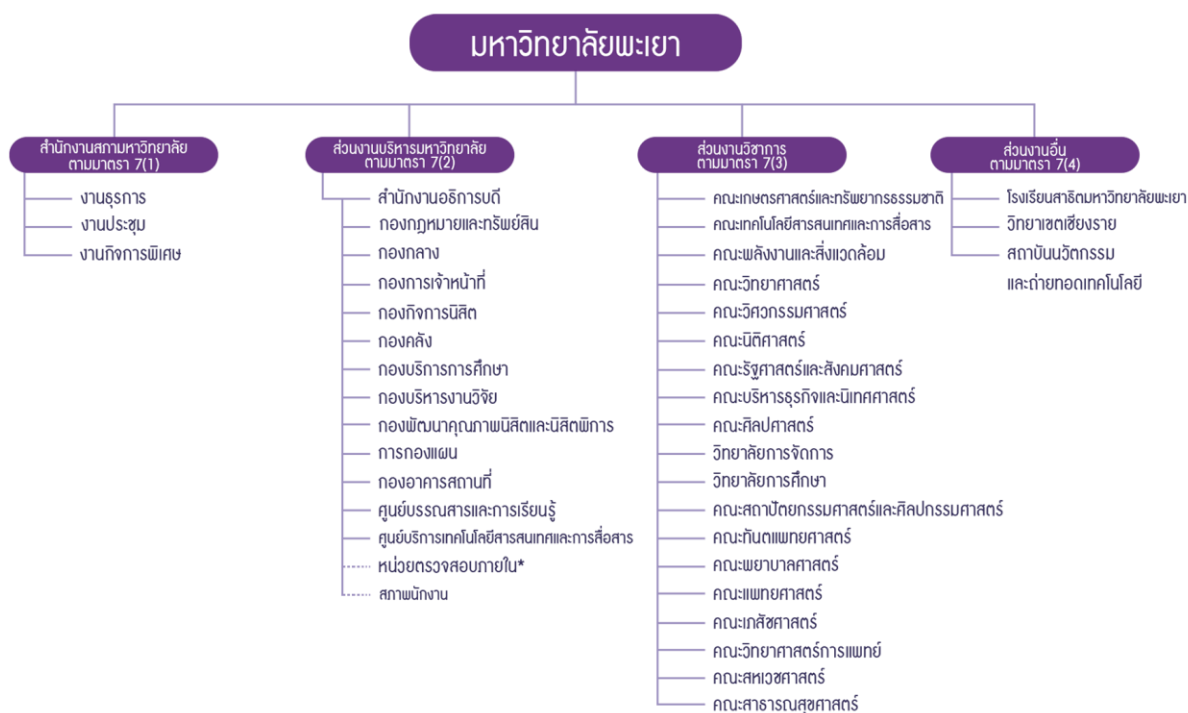 มหาวิทยาลัยพะเยา
สำนักงานสภามหาวิทยาลัย
ตามมาตรา 7(1)
งานธุรการ
งานประชุม
งานกิจการพิเศษ
ส่วนงานบริหารมหาวิทยาลัย
ตามมาตรา 7(2)
สำนักงานอธิการบดี
กองกฎหมายและทรัพย์สิน
กองกลาง
กองการเจ้าหน้าที่
กองกิจการนิสิต
กองคลัง
กองบริการการศึกษา
กองบริหารงานวิจัย
กองพัฒนาคุณภาพนิสิตและนิสิตพิการ
การกองแผน
กองอาคารสถานที่
ศูนย์บรรณสารและการเรียนรู้
ศูนย์บริการเทคโนโลยีสารสนเทศและการสื่อสาร
หน่วยตรวจสอบภายใน*
สภาพนักงาน
ส่วนงานวิชาการ
ตามมาตรา 7(3)
คณะเกษตรศาสตร์และทรัพยากรธรรมชาติ
คณะเทคโนโลยีสารสนเทศและการสื่อสาร
คณะพลังงานและสิ่งแวดล้อม
คณะวิทยาศาสตร์
คณะวิศวกรรมศาสตร์
คณะนิติศาสตร์
คณะรัฐศาสตร์และสังคมศาสตร์
คณะบริหารธุรกิจและนิเทศศาสตร์
คณะศิลปศาสตร์
วิทยาลัยการจัดการ
วิทยาลัยการศึกษา
คณะสถาปัตยกรรมศาสตร์และศิลปกรรมศาสตร์
คณะทันตแพทยศาสตร์
คณะพยาบาลศาสตร์
คณะแพทยศาสตร์
คณะเภสัชศาสตร์
คณะวิทยาศาสตร์การแพทย์
คณะสหเวชศาสตร์
คณะสาธารณสุขศาสตร์
ส่วนงานอื่น
ตามมาตรา 7(4)
โรงเรียนสาธิตมหาวิทยาลัยพะเยา
วิทยาเขตเชียงราย
สถาบันนวัตกรรม
และถ่ายทอดเทคโนโลยี